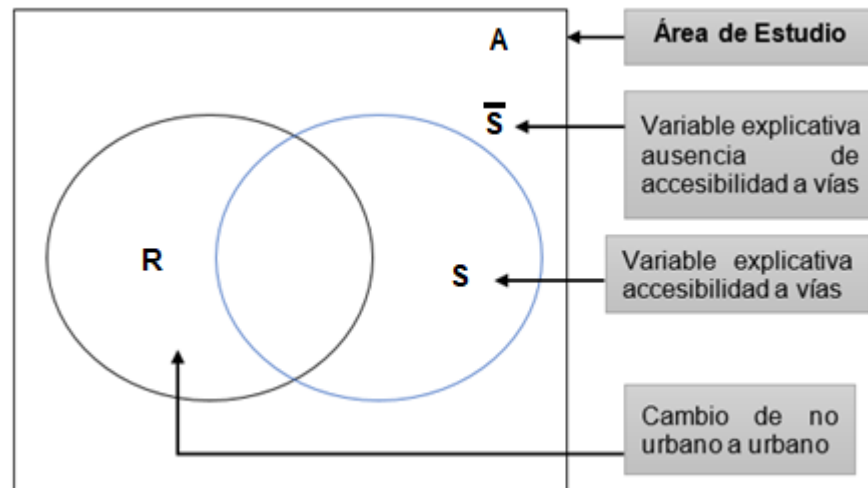 A
Área de Estudio
S̅
Variable explicativa
ausencia de
accesibilidad a vías
R
S
Variable explicativa
accesibilidad a vías
Cambio de no
urbano a urbano